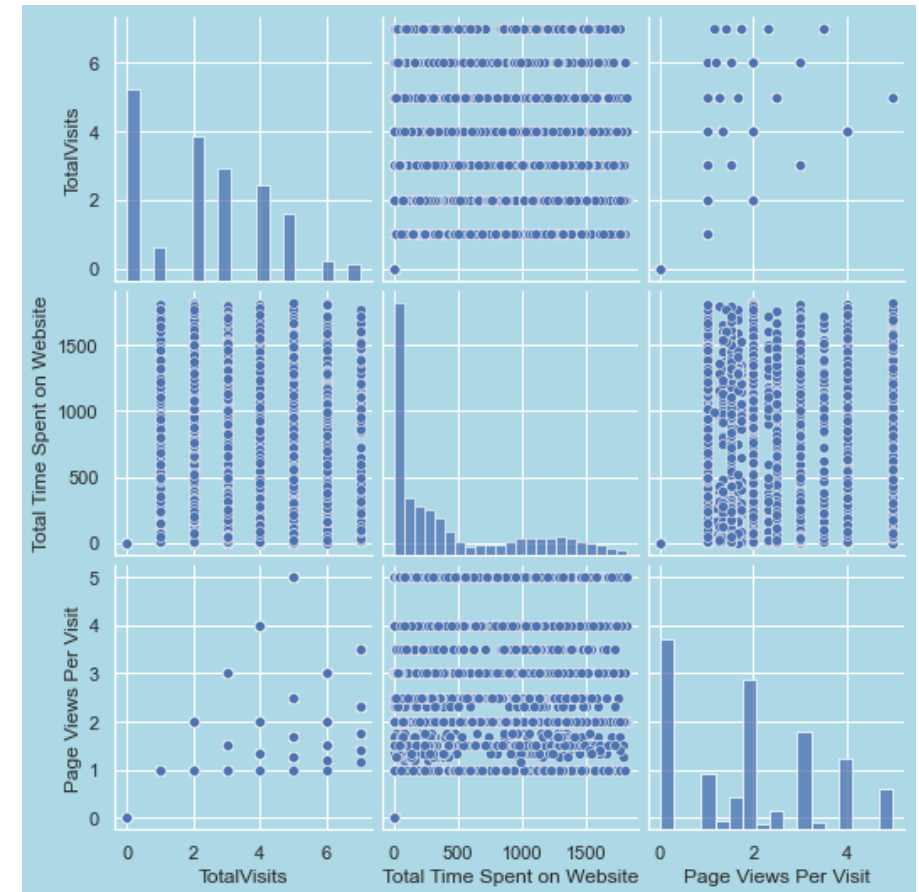 TotalVisits
6
4
2
0
Total Time Spent on Website
1500
1000
500
0
Page Views Per Visit
5
4
3
2
1
0
0 2 4 6
TotalVisits
0 500 1000 1500
Total Time Spent on Website
0 2 4
Page Views Per Visit